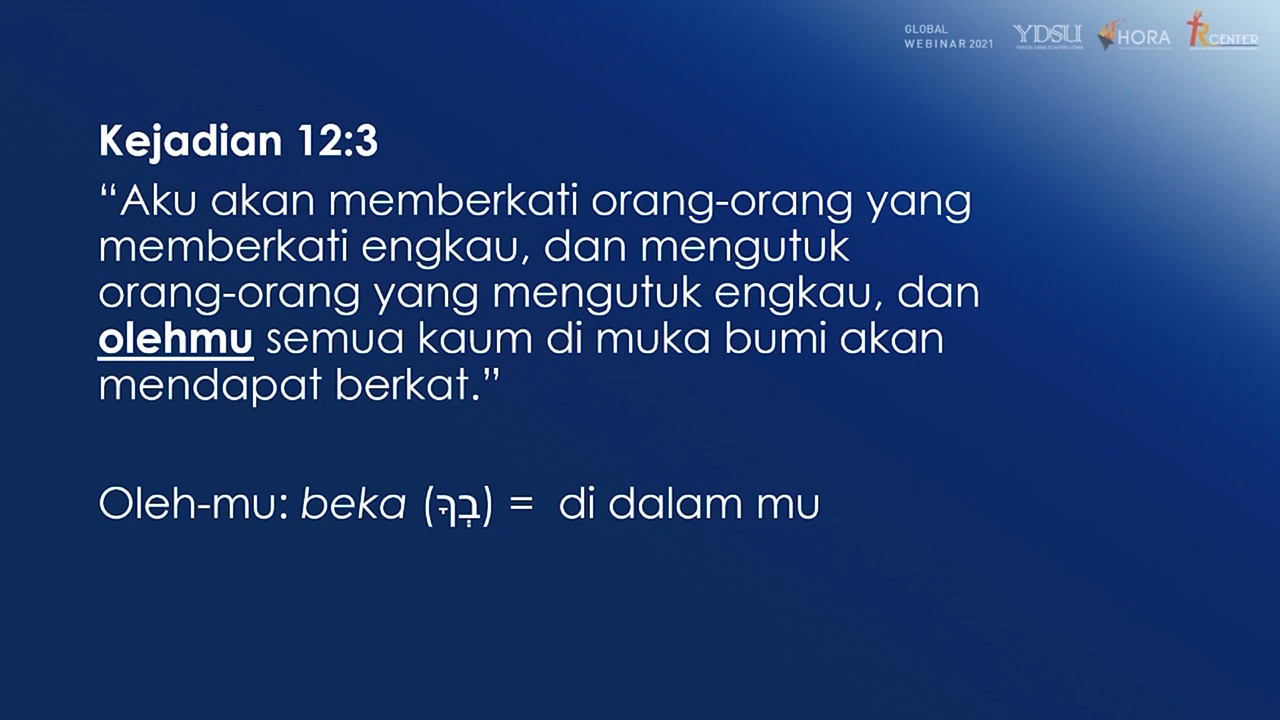 GLOBAL
WEBINAR 2021
YDSU
HORA
RCENTER
Kejadian 12:3
“Aku akan memberkati orang-orang yang
memberkati engkau, dan mengutuk
orang-orang yang mengutuk engkau, dan
olehmu semua kaum di muka bumi akan
mendapat berkat.”
Oleh-mu: beka (בְךָ) = di dalam mu